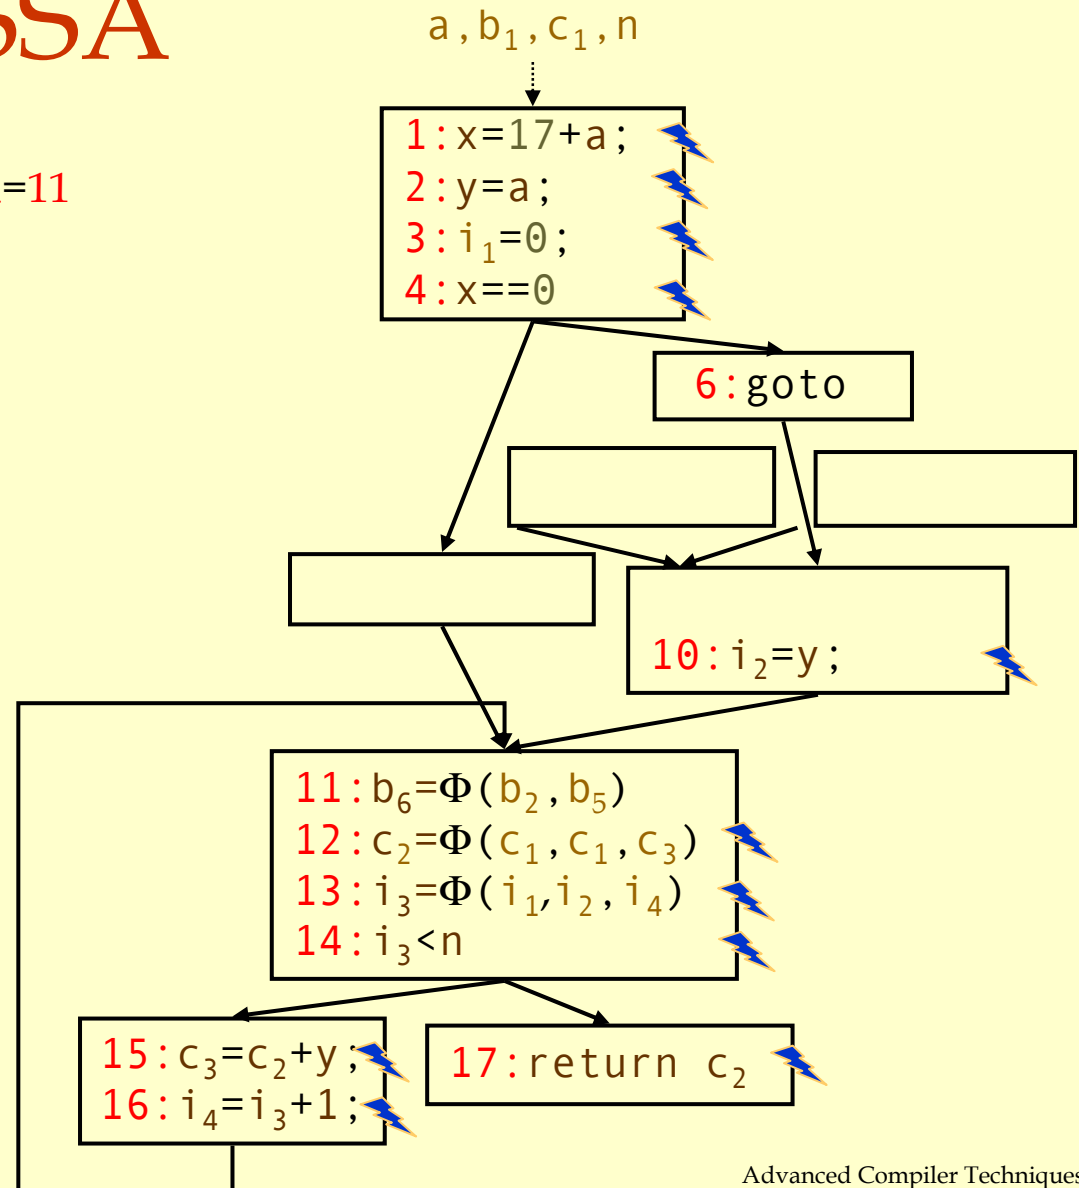 SSA
a,b₁,c₁,n
1:x=17+a;
=11
2:y=a;
3:i₁=0;
4:x==0
6:goto
10:i₂=y;
11:b₆=Φ(b₂,b₅)
12:c₂=Φ(c₁,c₁,c₃)
13:i₃=Φ(i₁,i₂,i₄)
14:i₃<n
15:c₃=c₂+y;
16:i₄=i₃+1;
17:return c₂
Advanced Compiler Techniques